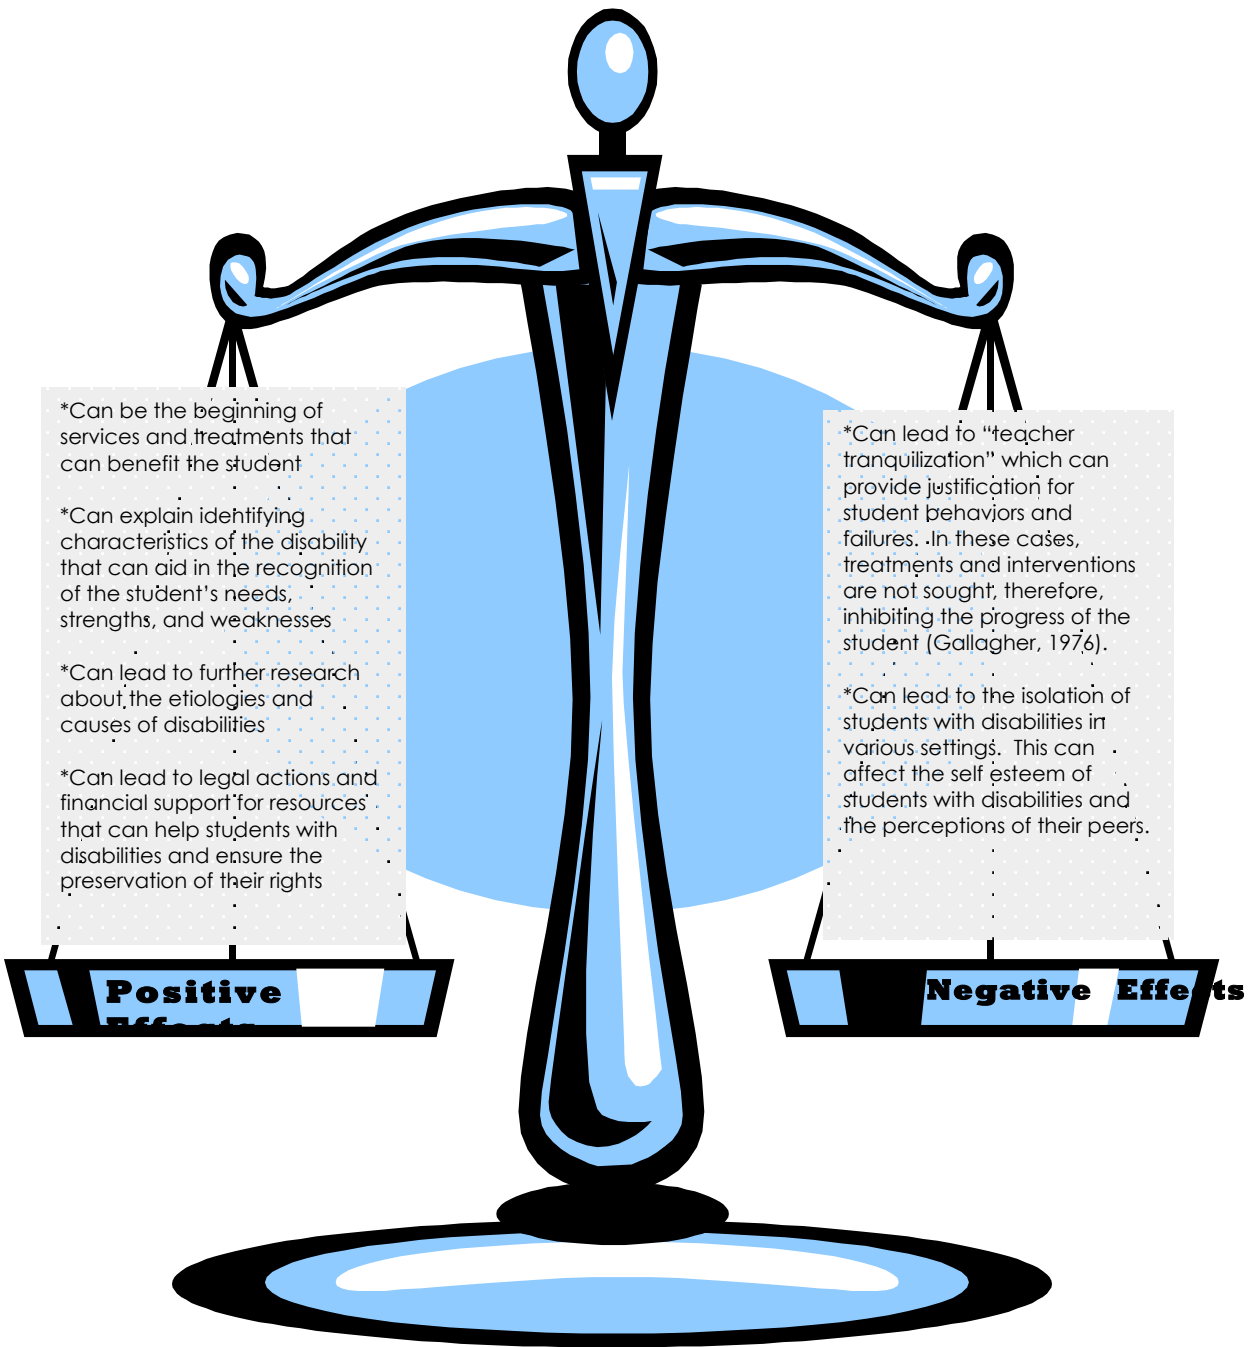 *Can be the beginning of
services and treatments that
can benefit the student
*Can explain identifying
characteristics of the disability
that can aid in the recognition
of the student's needs,
strengths, and weaknesses
*Can lead to further research
about the etiologies and
causes of disabilities
*Can lead to legal actions and
financial support for resources
that can help students with
disabilities and ensure the
preservation of their rights
Positive
Effects
*Can lead to “teacher
tranquilization” which can
provide justification for
student behaviors and
failures.  In these cases,
treatments and interventions
are not sought, therefore,
inhibiting the progress of the
student (Gallagher, 1976).
*Can lead to the isolation of
students with disabilities in
various settings.  This can
affect the self esteem of
students with disabilities and
the perceptions of their peers.
Negative Effects